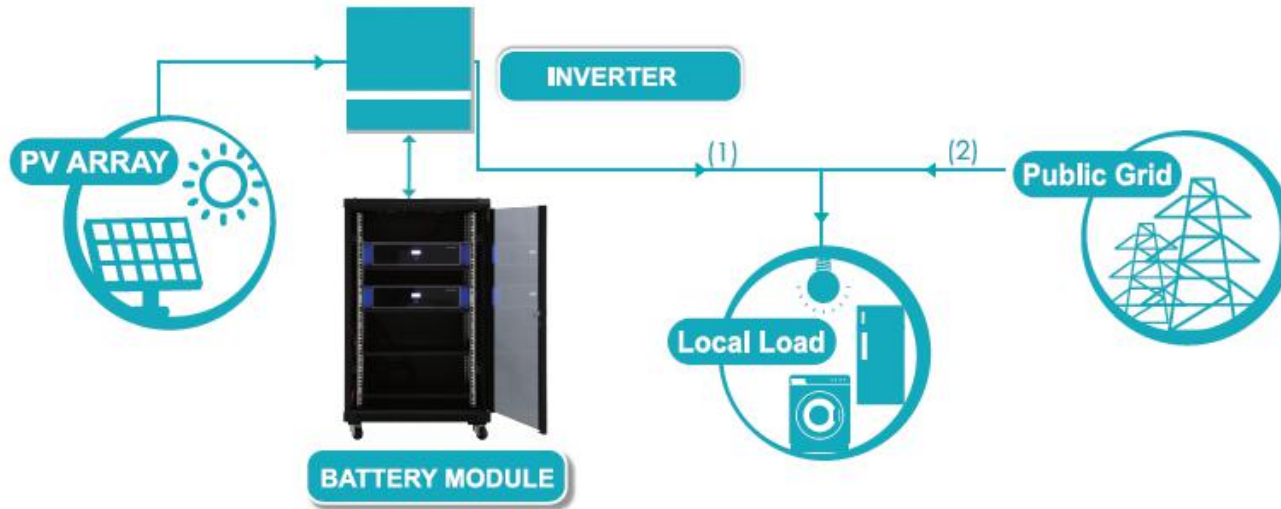 INVERTER
PV ARRAY
(1)
(2)
Public Grid
Local Load
BATTERY MODULE